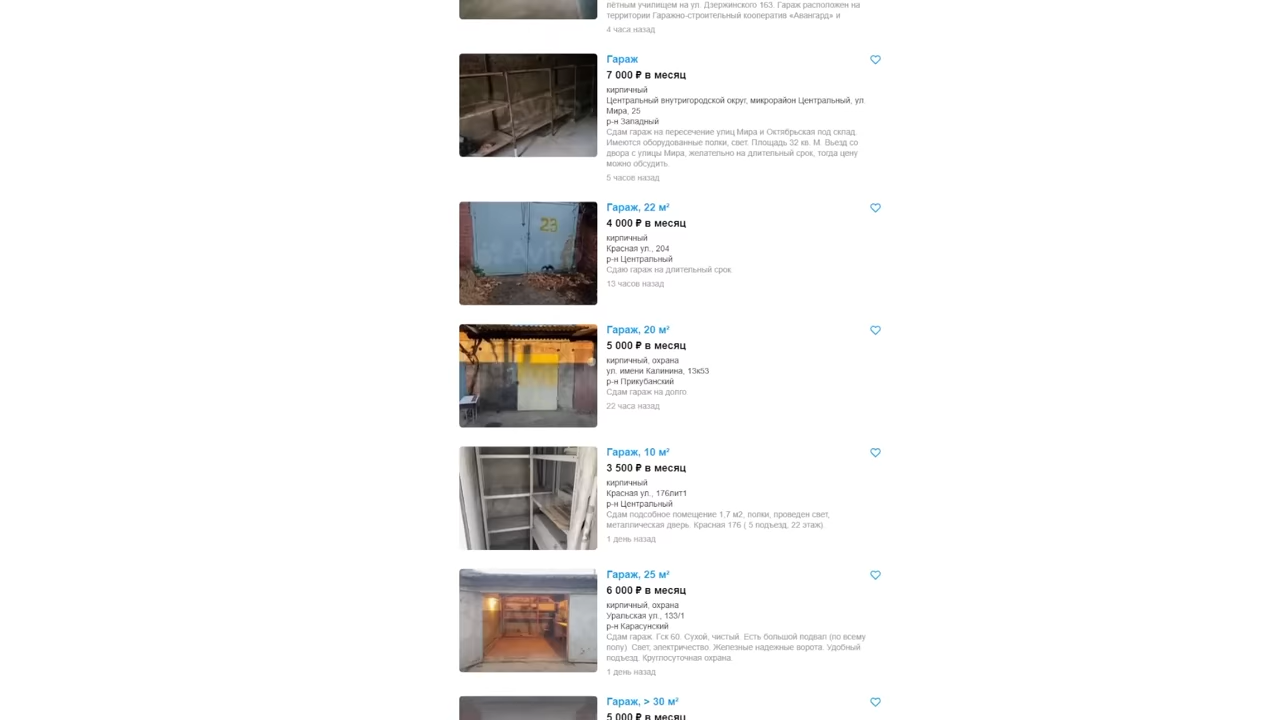 пётным училищем на ул. Дзержинского 163. Гараж расположен на
территории Гаражно-строительный кооператив «Авангард» и
4 часа назад
Гараж
7 000 ₽ в месяц
кирпичный
Центральный внутригородской округ, микрорайон Центральный, ул.
Мира, 25
р-н Западный
Сдам гараж на пересечение улиц Мира и Октябрьская под склад.
Имеются оборудованные полки, свет. Площадь 32 кв. М. Въезд со
двора с улицы Мира, желательно на длительный срок, тогда цену
можно обсудить.
5 часов назад
Гараж, 22 м²
4 000 ₽ в месяц
кирпичный
Красная ул., 204
р-н Центральный
Сдаю гараж на длительный срок
13 часов назад
23
Гараж, 20 м²
5 000 ₽ в месяц
кирпичный, охрана
ул. имени Калинина, 13к53
р-н Прикубанский
Сдам гараж на долго
22 часа назад
Гараж, 10 м²
3 500 ₽ в месяц
кирпичный
Красная ул., 176лит1
р-н Центральный
Сдам подсобное помещение 1,7 м2, полки, проведен свет,
металлическая дверь. Красная 176 ( 5 подъезд, 22 этаж)
1 день назад
Гараж, 25 м²
6 000 ₽ в месяц
кирпичный, охрана
Уральская ул., 133/1
р-н Карасунский
Сдам гараж. Гск 60. Сухой, чистый. Есть большой подвал (по всему
полу). Свет, электричество. Железные надежные ворота. Удобный
подъезд. Круглосуточная охрана.
1 день назад
Гараж, > 30 м²
5 000 ₽ в месяц